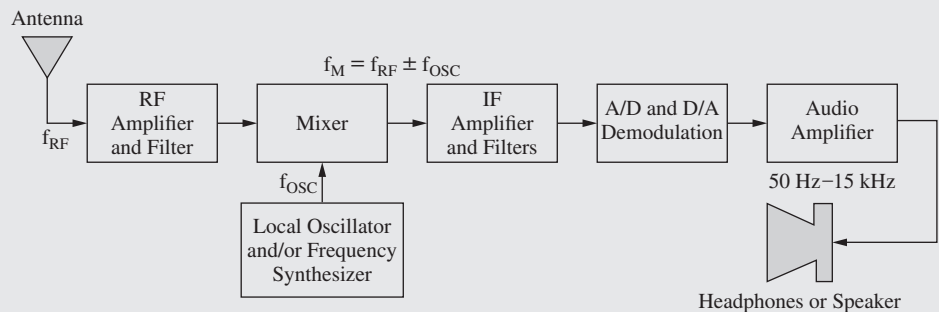 Antenna
f_RF
RF
Amplifier
and Filter
Mixer
f_M = f_RF ± f_OSC
f_OSC
Local Oscillator
and/or Frequency
Synthesizer
IF
Amplifier
and Filters
A/D and D/A
Demodulation
Audio
Amplifier
50 Hz−15 kHz
Headphones or Speaker